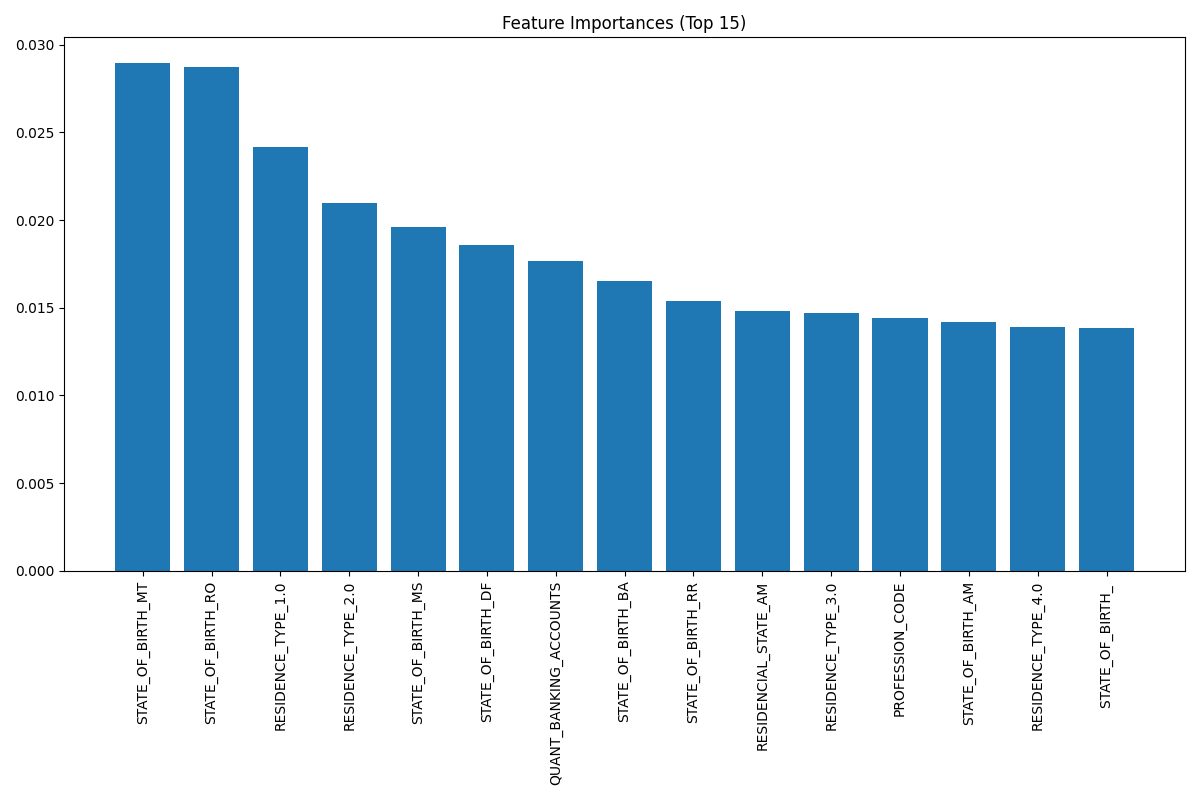 Feature Importances (Top 15)
0.030
0.025
0.020
0.015
0.010
0.005
0.000
STATE_OF_BIRTH_MT
STATE_OF_BIRTH_RO
RESIDENCE_TYPE_1.0
RESIDENCE_TYPE_2.0
STATE_OF_BIRTH_MS
STATE_OF_BIRTH_DF
QUANT_BANKING_ACCOUNTS
STATE_OF_BIRTH_BA
STATE_OF_BIRTH_RR
RESIDENCIAL_STATE_AM
RESIDENCE_TYPE_3.0
PROFESSION_CODE
STATE_OF_BIRTH_AM
RESIDENCE_TYPE_4.0
STATE_OF_BIRTH_